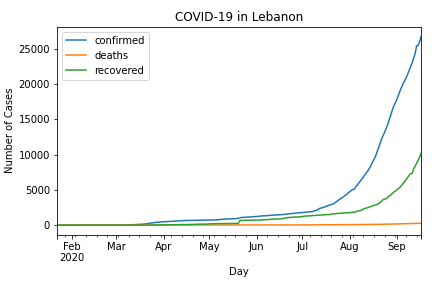 COVID-19 in Lebanon
confirmed
deaths
recovered
Number of Cases
25000
20000
15000
10000
5000
0
Feb Mar Apr May Jun Jul Aug Sep
2020
Day